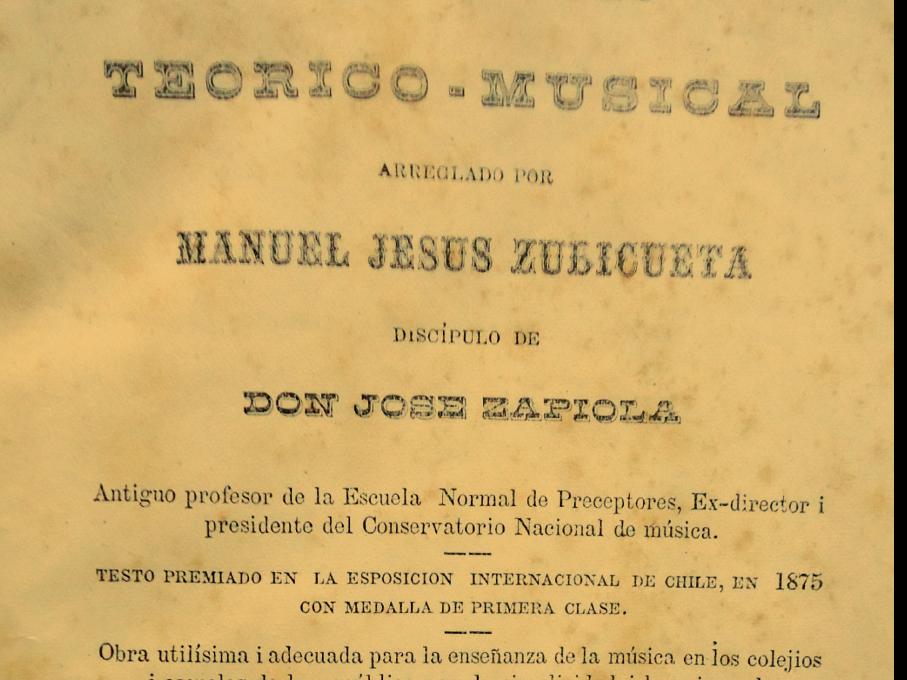 TEORICO-MUSICAL
ARREGLADO POR
MANUEL JESUS ZUBICUETA
DISCÍPULO DE
DON JOSE ZAPIOLA
Antiguo profesor de la Escuela Normal de Preceptores, Ex-director i
presidente del Conservatorio Nacional de música.
TESTO PREMIADO EN LA ESPOSICION INTERNACIONAL DE CHILE, EN 1875
CON MEDALLA DE PRIMERA CLASE.
Obra utilísima i adecuada para la enseñanza de la música en los colejios